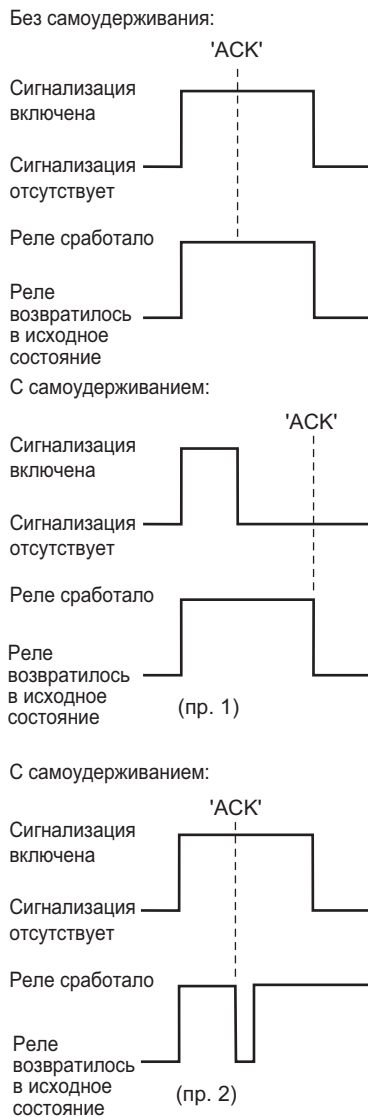 Без самоудерживания:
'ACK'
Сигнализация
включена
Сигнализация
отсутствует
Реле сработало
Реле
возвратилось
в исходное
состояние
С самоудерживанием:
'ACK'
Сигнализация
включена
Сигнализация
отсутствует
Реле сработало
Реле
возвратилось
в исходное
состояние
(пр. 1)
С самоудерживанием:
'ACK'
Сигнализация
включена
Сигнализация
отсутствует
Реле сработало
Реле
возвратилось
в исходное
состояние
(пр. 2)